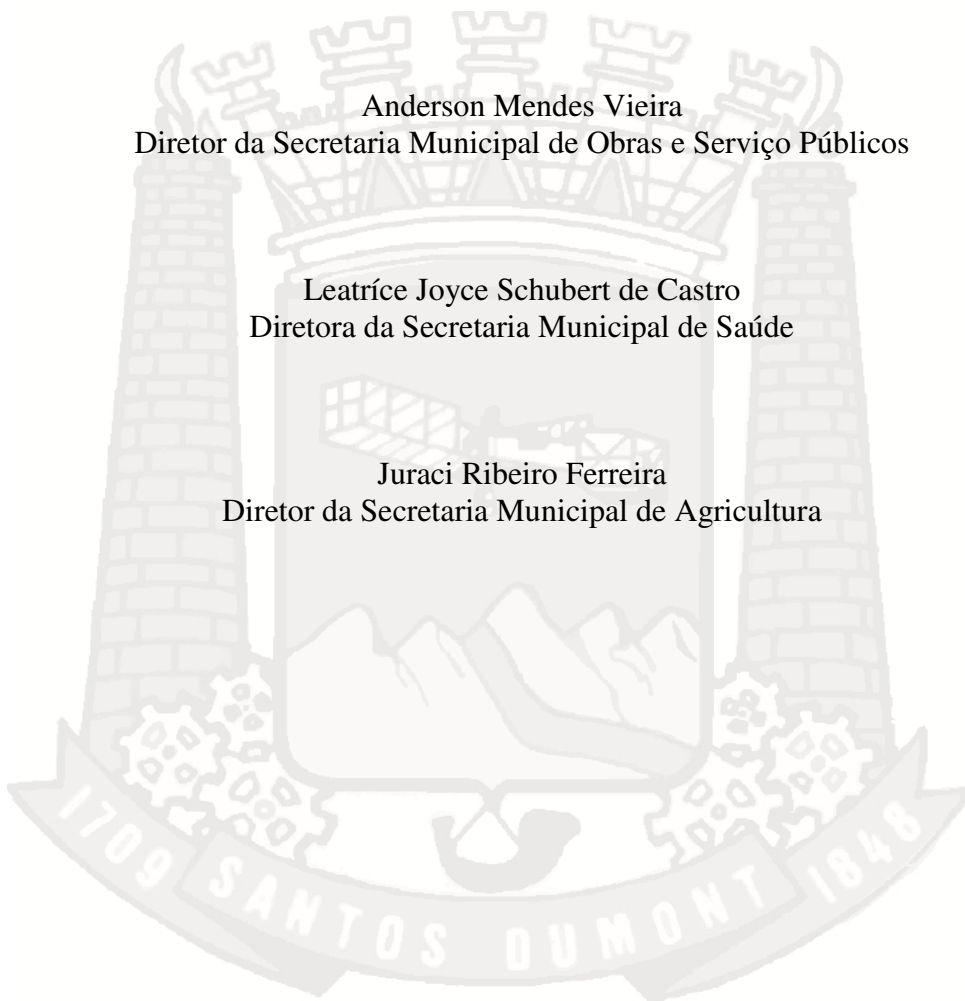 Anderson Mendes Vieira
Diretor da Secretaria Municipal de Obras e Serviço Públicos
Leatríce Joyce Schubert de Castro
Diretora da Secretaria Municipal de Saúde
Juraci Ribeiro Ferreira
Diretor da Secretaria Municipal de Agricultura
1709 SANTOS DUMONT 1848